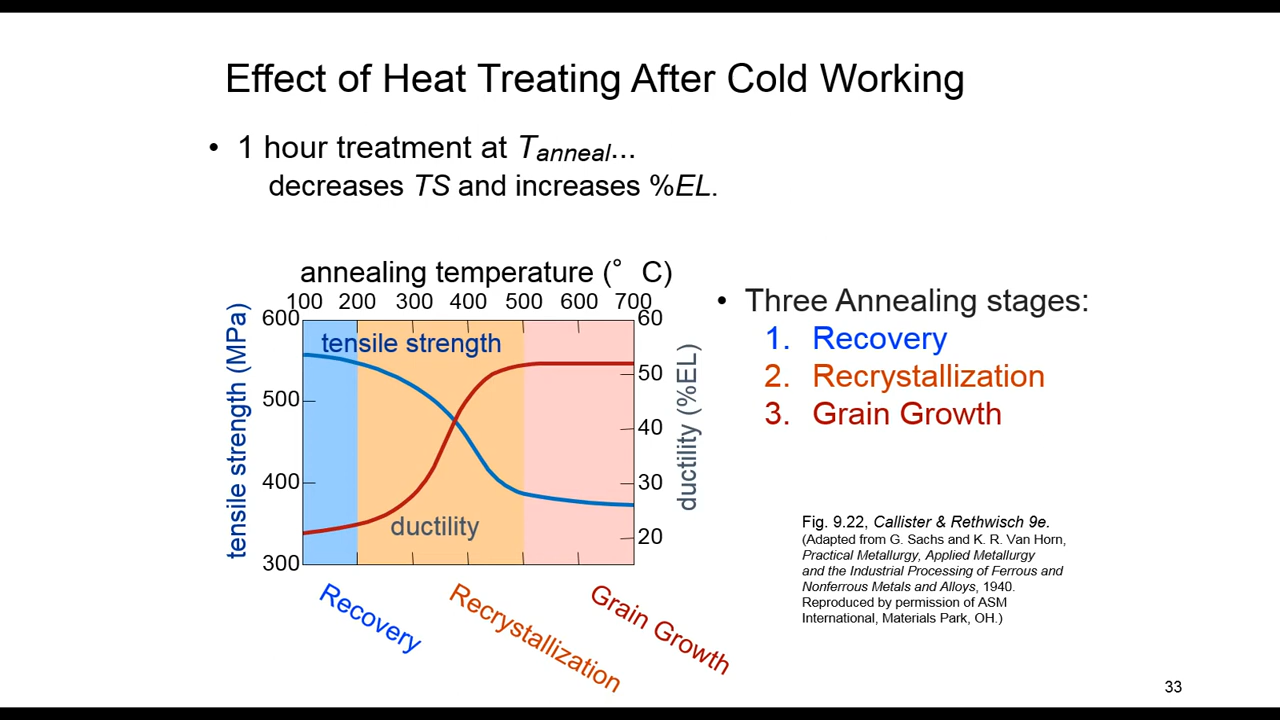 Effect of Heat Treating After Cold Working
• 1 hour treatment at Tanneal...
decreases TS and increases %EL.
annealing temperature (° C)
100 200 300 400 500 600 700
600
500
400
300
tensile strength (MPa)
tensile strength
ductility
60
50
40
30
20
ductility (%EL)
Recovery
Recrystallization
Grain Growth
• Three Annealing stages:
1. Recovery
2. Recrystallization
3. Grain Growth
Fig. 9.22, Callister & Rethwisch 9e.
(Adapted from G. Sachs and K. R. Van Horn,
Practical Metallurgy, Applied Metallurgy
and the Industrial Processing of Ferrous and
Nonferrous Metals and Alloys, 1940.
Reproduced by permission of ASM
International, Materials Park, OH.)
33